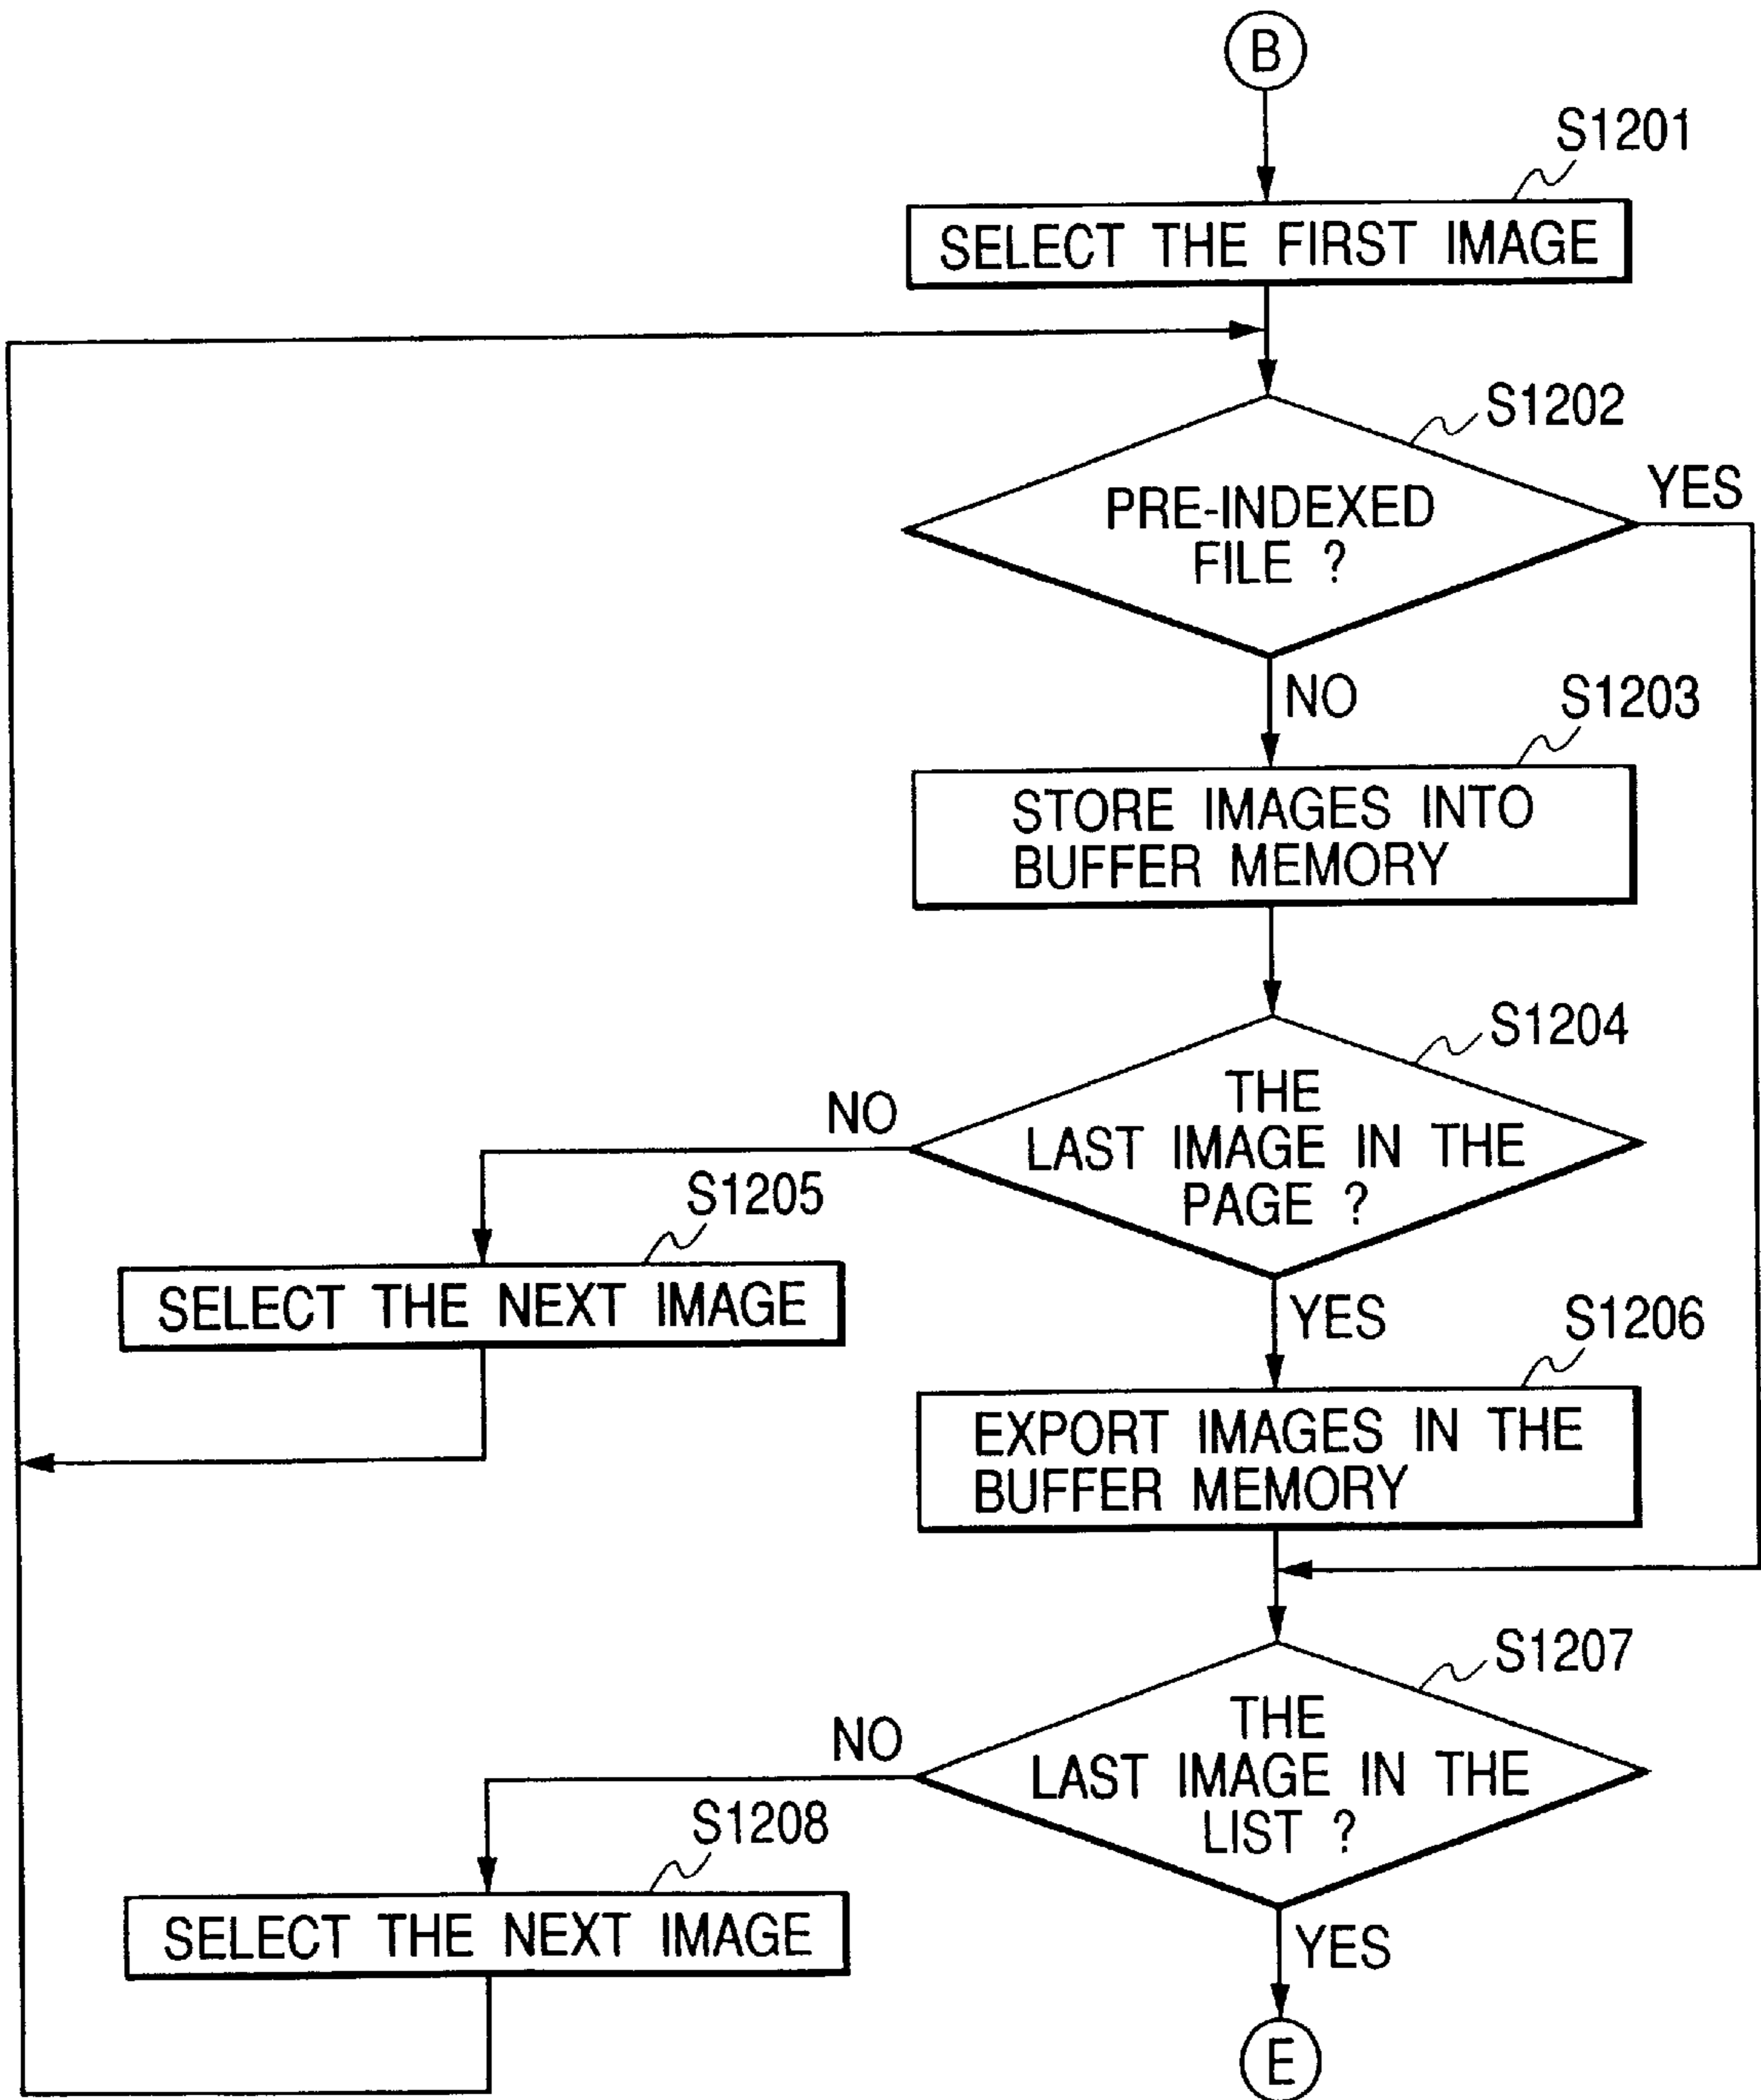 B
S1201
SELECT THE FIRST IMAGE
S1202
PRE-INDEXED
FILE ?
YES
NO
S1203
STORE IMAGES INTO
BUFFER MEMORY
S1204
THE
LAST IMAGE IN THE
PAGE ?
NO
S1205
SELECT THE NEXT IMAGE
YES
S1206
EXPORT IMAGES IN THE
BUFFER MEMORY
S1207
THE
LAST IMAGE IN THE
LIST ?
NO
S1208
SELECT THE NEXT IMAGE
YES
E